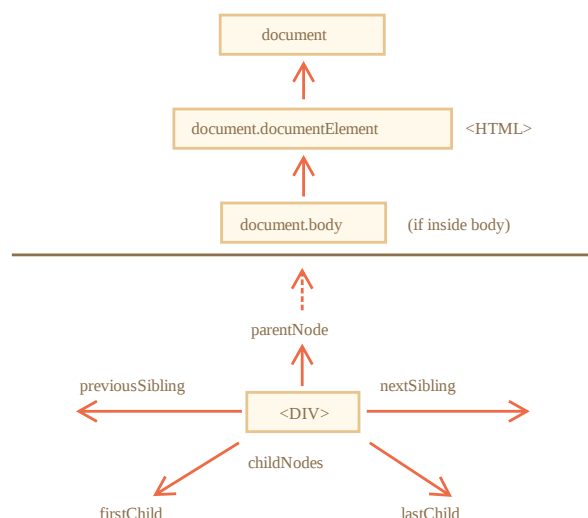 document
document.documentElement <HTML>
document.body (if inside body)
parentNode
previousSibling nextSibling
<DIV>
childNodes
firstChild lastChild